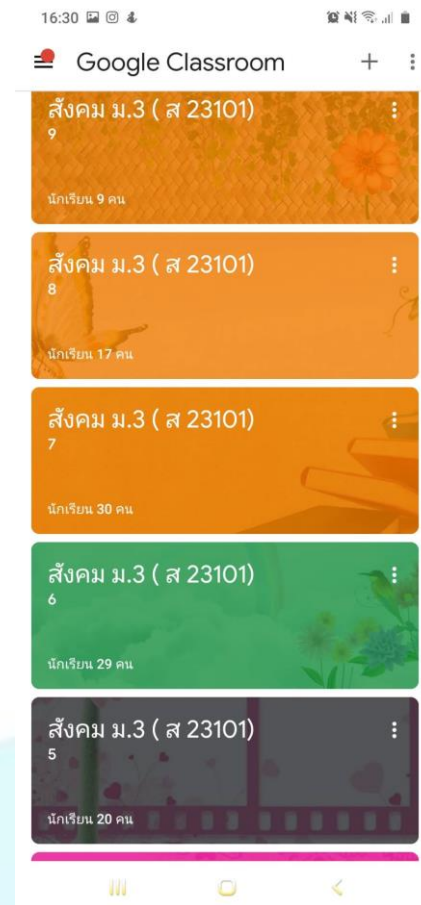 16:30
Google Classroom
สังคม ม.3 ( ส 23101)
9
นักเรียน 9 คน
สังคม ม.3 ( ส 23101)
8
นักเรียน 17 คน
สังคม ม.3 ( ส 23101)
7
นักเรียน 30 คน
สังคม ม.3 ( ส 23101)
6
นักเรียน 29 คน
สังคม ม.3 ( ส 23101)
5
นักเรียน 20 คน